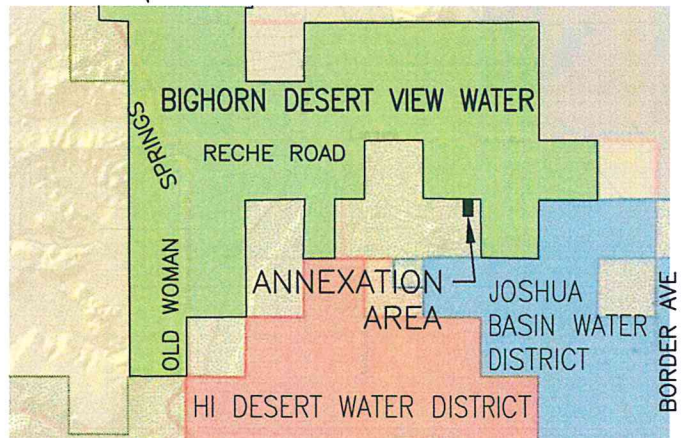 BIGHORN DESERT VIEW WATER
RECHE ROAD
SPRINGS
OLD WOMAN
ANNEXATION
AREA
JOSHUA
BASIN WATER
DISTRICT
BORDER AVE
HI DESERT WATER DISTRICT